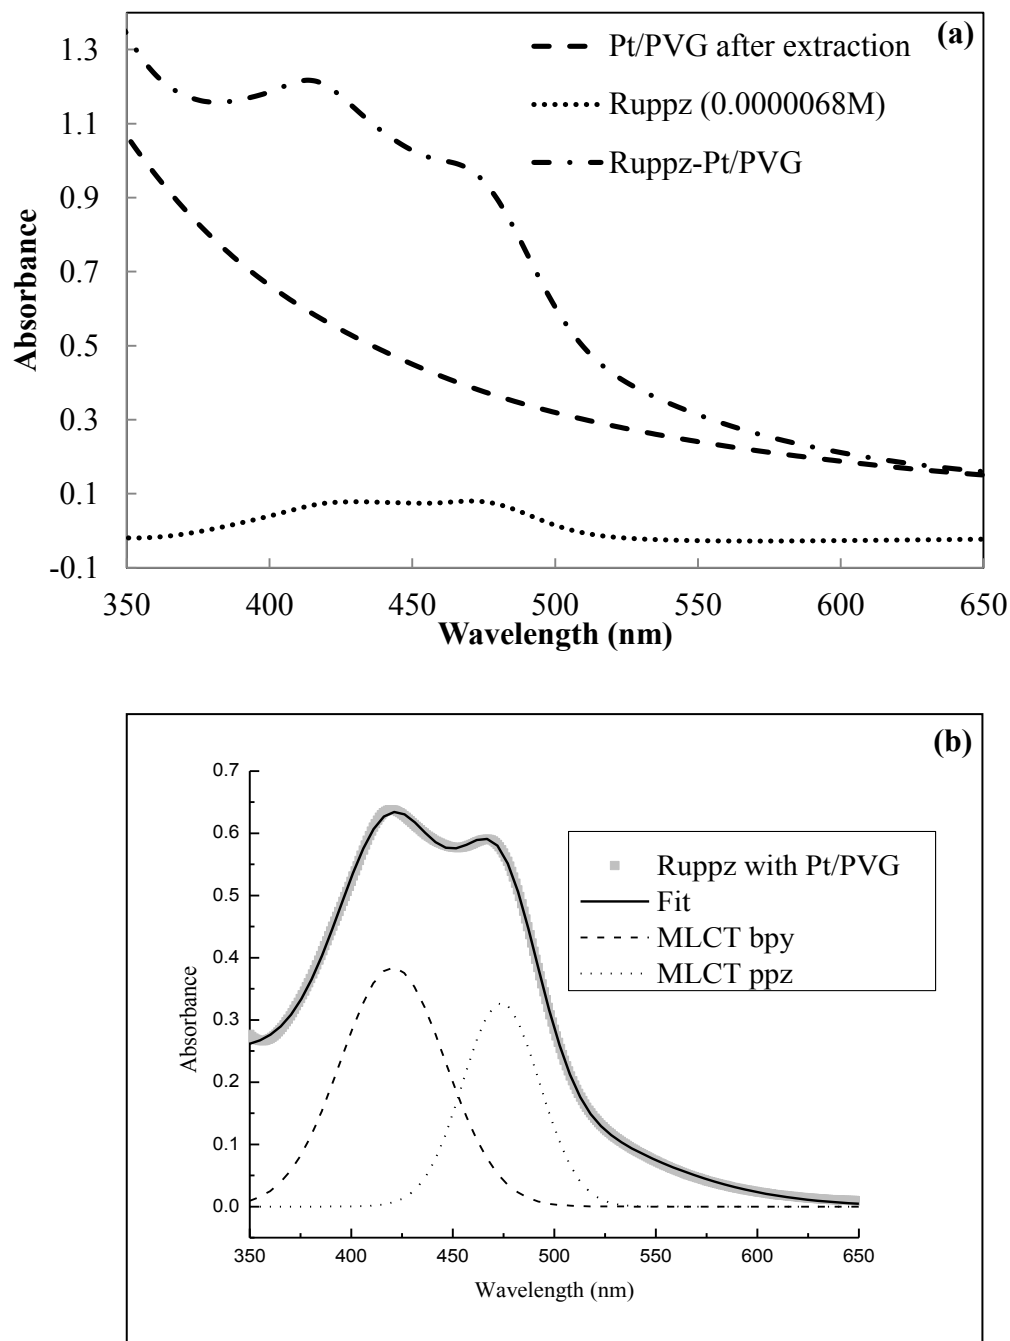 (a)
Pt/PVG after extraction
Ruppz (0.0000068M)
Ruppz-Pt/PVG
1.3
1.1
0.9
0.7
0.5
0.3
0.1
-0.1
Absorbance
350 400 450 500 550 600 650
Wavelength (nm)
(b)
Ruppz with Pt/PVG
Fit
MLCT bpy
MLCT ppz
0.7
0.6
0.5
0.4
0.3
0.2
0.1
0.0
Absorbance
350 400 450 500 550 600 650
Wavelength (nm)